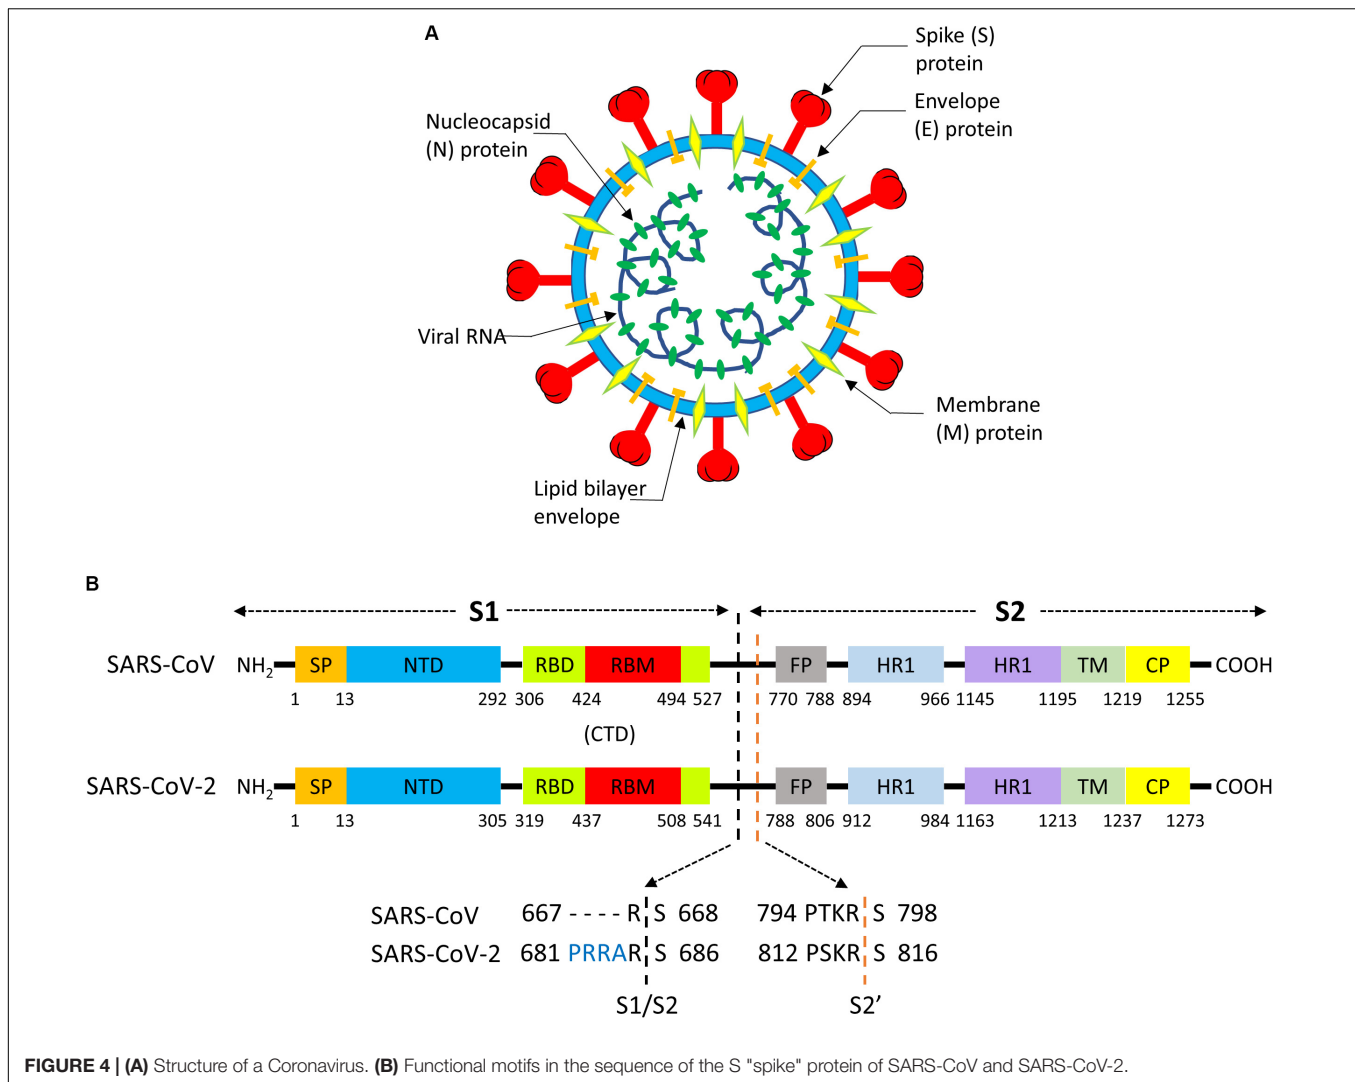 A
Spike (S)
protein
Envelope
(E) protein
Nucleocapsid
(N) protein
Viral RNA
Membrane
(M) protein
Lipid bilayer
envelope
B
S1 S2
SARS-CoV NH2 SP NTD RBD RBM FP HR1 HR1 TM CP COOH
1 13 292 306 424 494 527 770 788 894 966 1145 1195 1219 1255
(CTD)
SARS-CoV-2 NH2 SP NTD RBD RBM FP HR1 HR1 TM CP COOH
1 13 305 319 437 508 541 788 806 912 984 1163 1213 1237 1273
SARS-CoV 667 - - - - R S 668 794 PTKR S 798
SARS-CoV-2 681 PRRAR S 686 812 PSKR S 816
S1/S2 S2’
FIGURE 4 | (A) Structure of a Coronavirus. (B) Functional motifs in the sequence of the S "spike" protein of SARS-CoV and SARS-CoV-2.